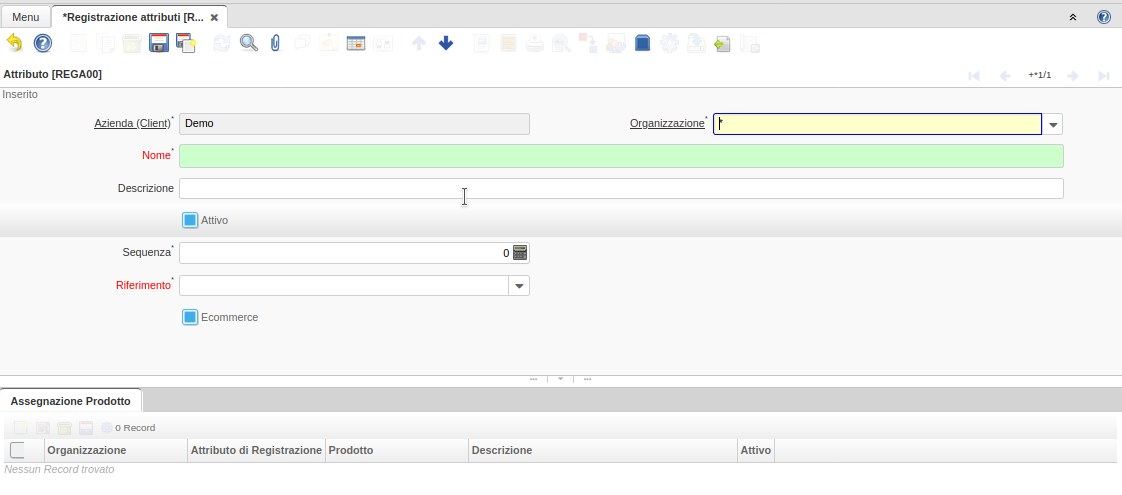 Menu
*Registrazione attributi [R...
Attributo [REGA00]
+*1/1
Inserito
Azienda (Client)* Demo
Organizzazione* *
Nome*
Descrizione
Attivo
Sequenza* 0
Riferimento*
Ecommerce
Assegnazione Prodotto
0 Record
Organizzazione Attributo di Registrazione Prodotto Descrizione Attivo
Nessun Record trovato